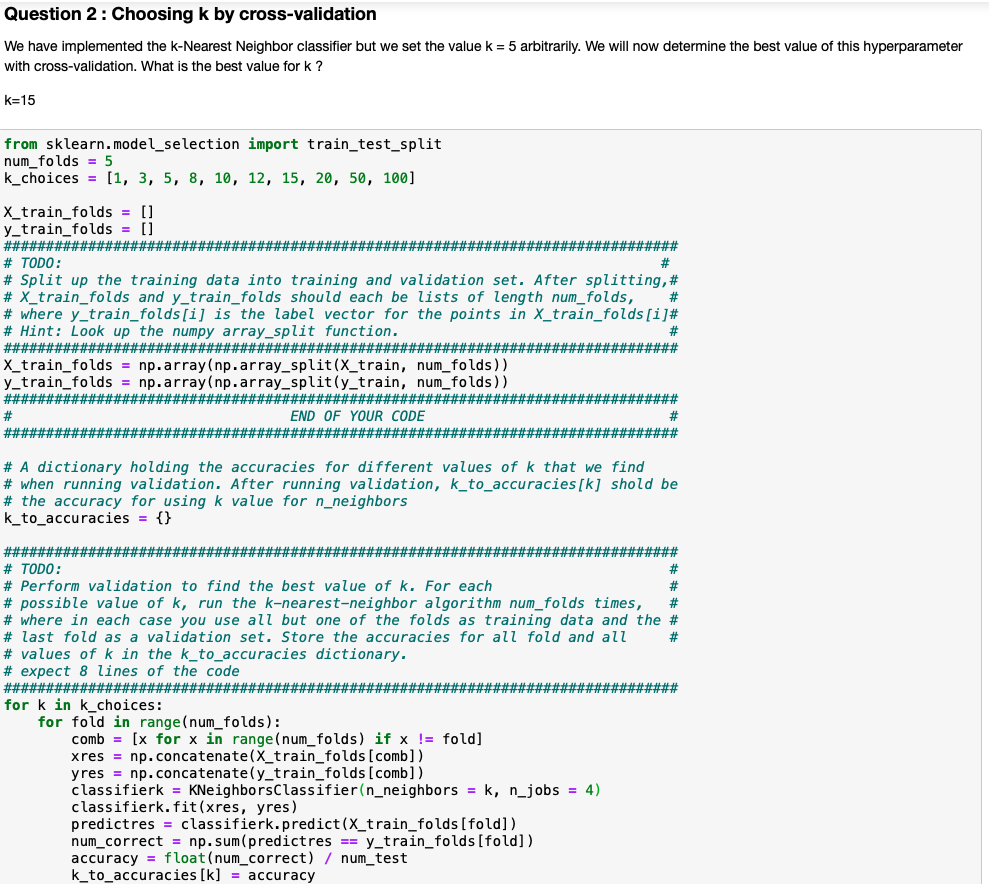 Question 2 : Choosing k by cross-validation
We have implemented the k-Nearest Neighbor classifier but we set the value k = 5 arbitrarily. We will now determine the best value of this hyperparameter
with cross-validation. What is the best value for k ?
k=15
from sklearn.model_selection import train_test_split
num_folds = 5
k_choices = [1, 3, 5, 8, 10, 12, 15, 20, 50, 100]
X_train_folds = []
y_train_folds = []
################################################################################
# TODO:                                                                        #
# Split up the training data into training and validation set. After splitting,#
# X_train_folds and y_train_folds should each be lists of length num_folds,    #
# where y_train_folds[i] is the label vector for the points in X_train_folds[i]#
# Hint: Look up the numpy array_split function.                                #
################################################################################
X_train_folds = np.array(np.array_split(X_train, num_folds))
y_train_folds = np.array(np.array_split(y_train, num_folds))
################################################################################
#                                 END OF YOUR CODE                             #
################################################################################
# A dictionary holding the accuracies for different values of k that we find
# when running validation. After running validation, k_to_accuracies[k] shold be
# the accuracy for using k value for n_neighbors
k_to_accuracies = {}
################################################################################
# TODO:                                                                        #
# Perform validation to find the best value of k. For each                     #
# possible value of k, run the k-nearest-neighbor algorithm num_folds times,   #
# where in each case you use all but one of the folds as training data and the #
# last fold as a validation set. Store the accuracies for all fold and all     #
# values of k in the k_to_accuracies dictionary.
# expect 8 lines of the code
################################################################################
for k in k_choices:
    for fold in range(num_folds):
        comb = [x for x in range(num_folds) if x != fold]
        xres = np.concatenate(X_train_folds[comb])
        yres = np.concatenate(y_train_folds[comb])
        classifierk = KNeighborsClassifier(n_neighbors = k, n_jobs = 4)
        classifierk.fit(xres, yres)
        predictres = classifierk.predict(X_train_folds[fold])
        num_correct = np.sum(predictres == y_train_folds[fold])
        accuracy = float(num_correct) / num_test
        k_to_accuracies[k] = accuracy